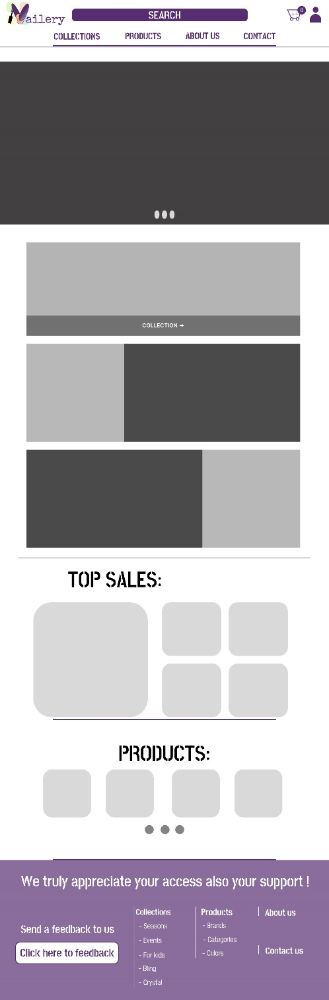 Nailery
SEARCH
0
COLLECTIONS PRODUCTS ABOUT US CONTACT
COLLECTION →
TOP SALES:
PRODUCTS:
We truly appreciate your access also your support !
Send a feedback to us
Click here to feedback
Collections
- Seasons
- Events
- For kids
- Bling
- Crystal
Products
- Brands
- Categories
- Colors
About us
Contact us